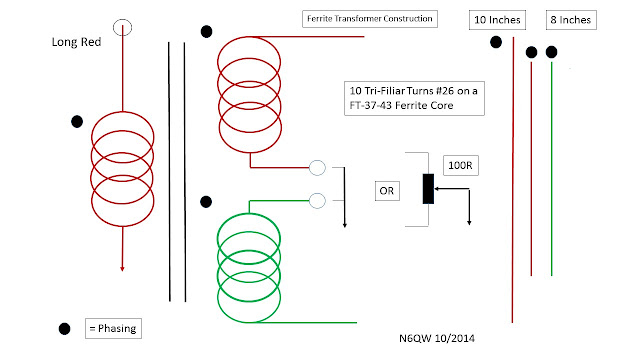 Ferrite Transformer Construction
10 Inches
8 Inches
Long Red
10 Tri-Filiar Turns #26 on a
FT-37-43 Ferrite Core
100R
OR
= Phasing
N6QW 10/2014